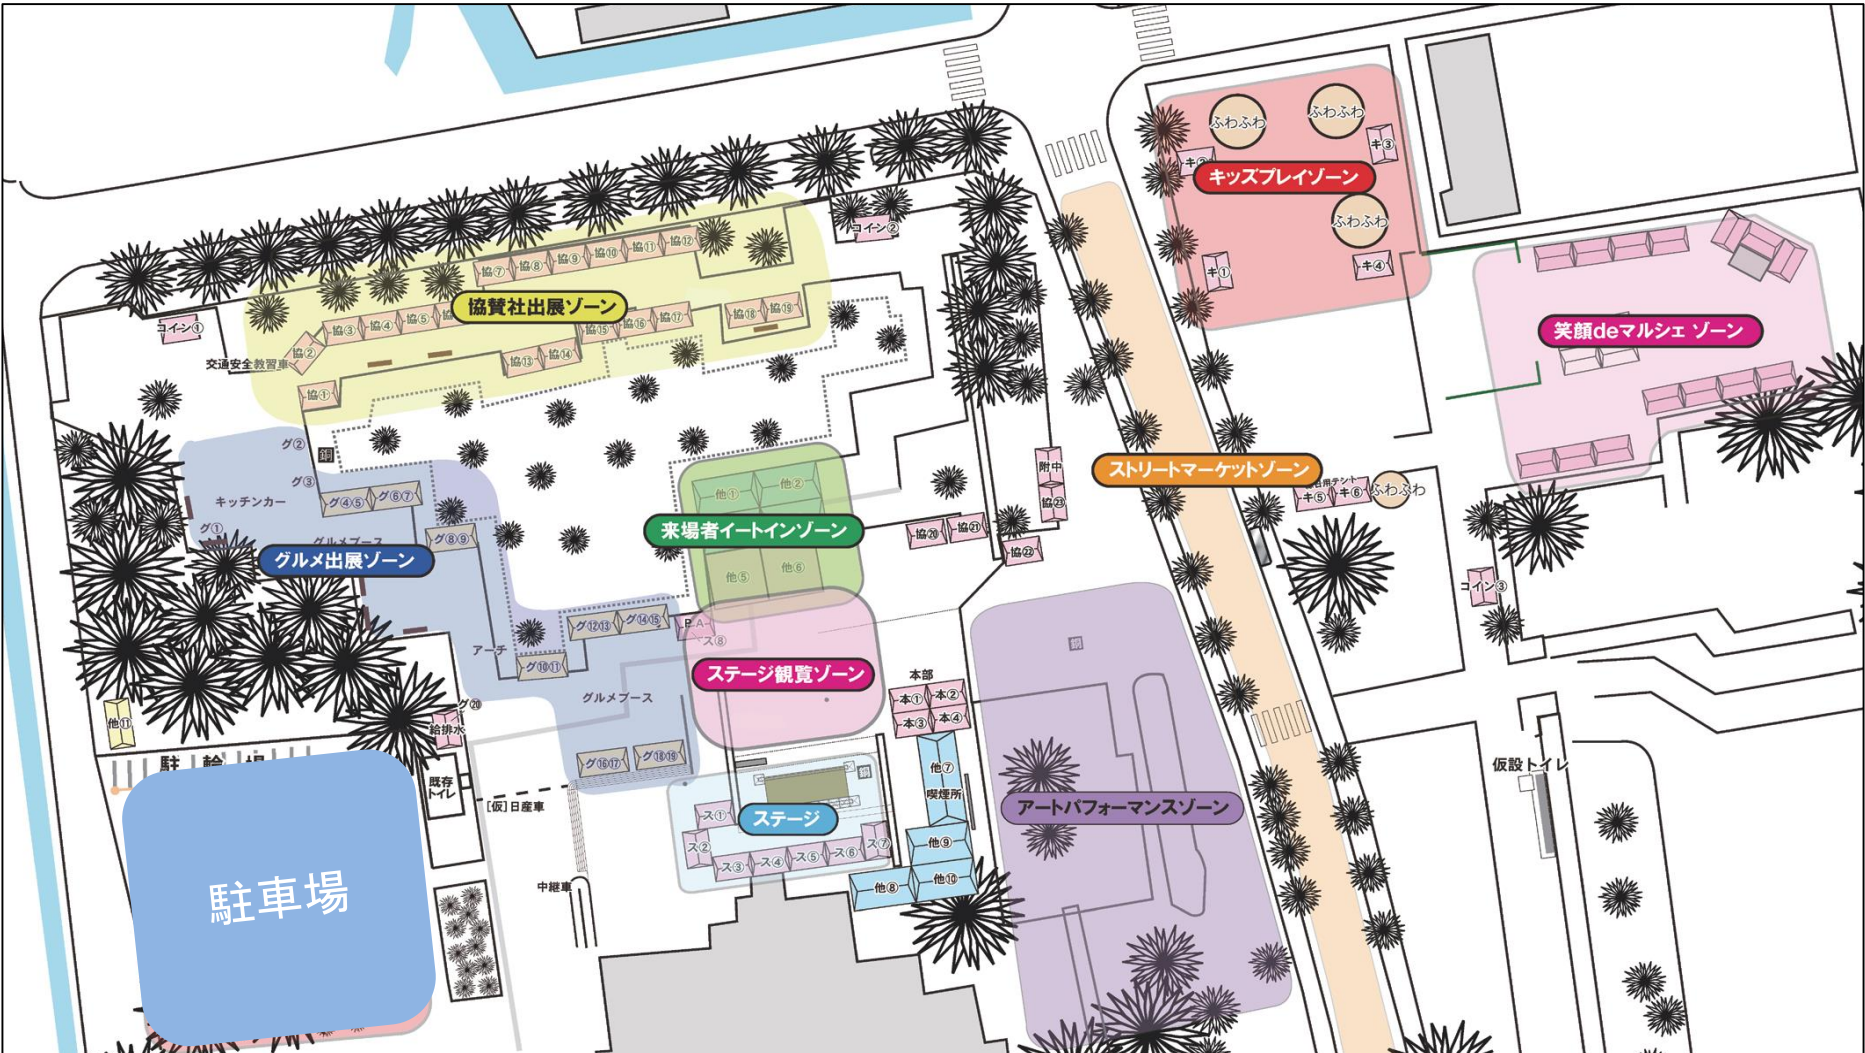 ふわふわ
ふわふわ
キ③
キッズプレイゾーン
ふわふわ
キ①
キ④
コイン②
協⑦
協⑧
協⑨
協⑩
協⑪
協⑫
協賛社出展ゾーン
コイン①
協③
協④
協⑤
協⑮
協⑯
協⑰
協⑱
協⑲
交通安全教習車
協②
協⑬
協⑭
協①
笑顔deマルシェ ゾーン
グ②
グ③
キッチンカー
グ④⑤
グ⑥⑦
グ①
グルメブース
グ⑧⑨
グルメ出展ゾーン
他①
他②
来場者イートインゾーン
他⑤
他⑥
附中
協㉓
協⑳
協㉑
協㉒
ストリートマーケットゾーン
キ⑤
キ⑥
ふわふわ
コイン③
グ⑫⑬
グ⑭⑮
ス⑧
アーチ
グ⑩⑪
グルメブース
ステージ観覧ゾーン
本部
本①
本②
本③
本④
他⑪
グ⑳
給排水
グ⑯⑰
グ⑱⑲
駐輪場
既存
トイレ
[仮]日産車
他⑦
喫煙所
仮設トイレ
アートパフォーマンスゾーン
ステージ
ス①
ス②
ス③
ス④
ス⑤
ス⑥
ス⑦
他⑨
他⑧
他⑩
中継車
駐車場